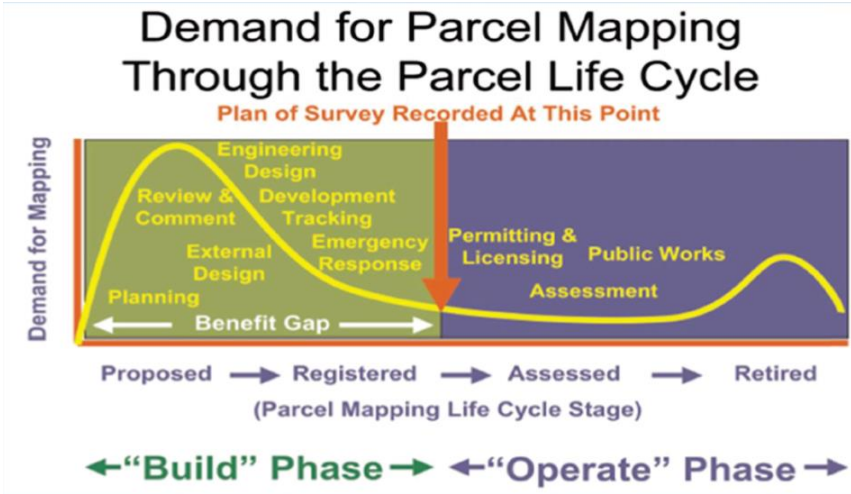 Demand for Parcel Mapping
Through the Parcel Life Cycle
Plan of Survey Recorded At This Point
Demand for Mapping
Engineering
Design
Review &
Comment
Development
Tracking
External
Design
Emergency
Response
Planning
Benefit Gap
Permitting &
Licensing
Public Works
Assessment
Proposed
Registered
Assessed
Retired
(Parcel Mapping Life Cycle Stage)
“Build” Phase
“Operate” Phase